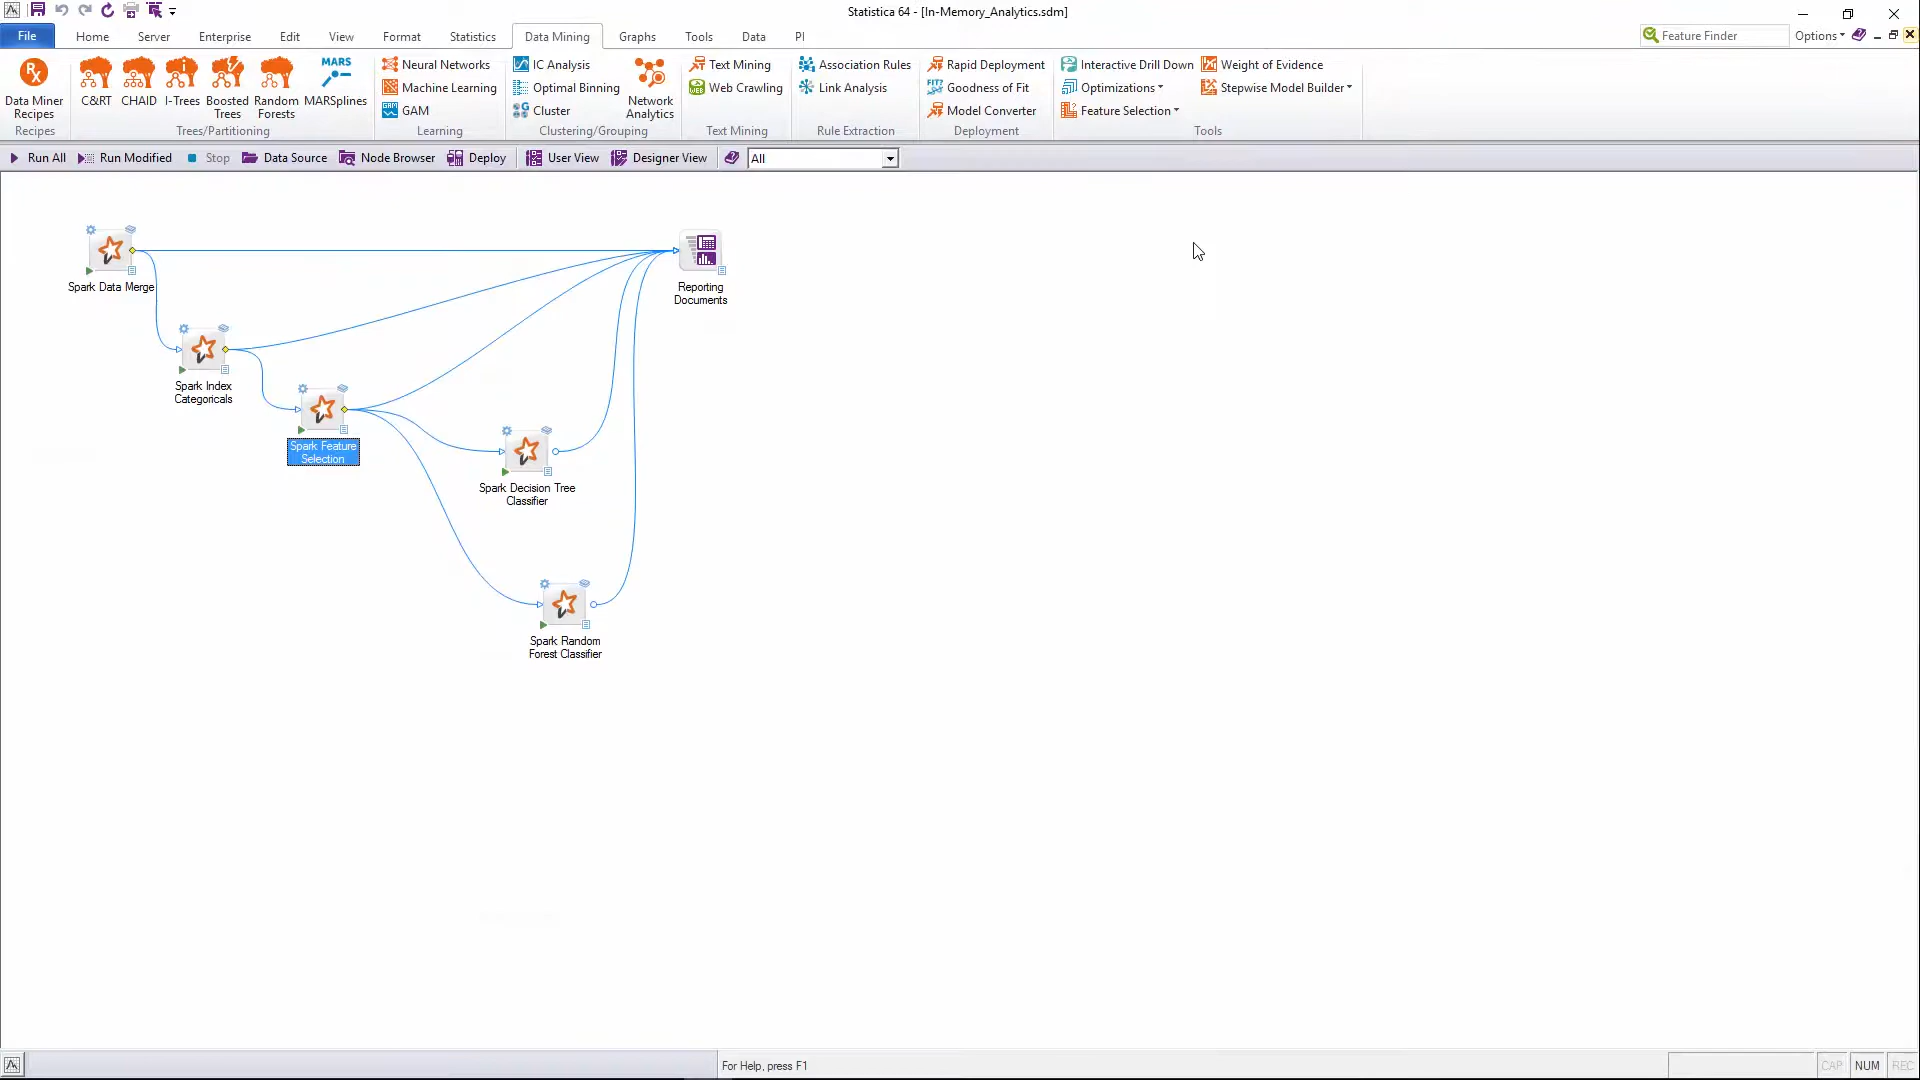 Statistica 64 - [In-Memory_Analytics.sdm]
File Home Server Enterprise Edit View Format Statistics Data Mining Graphs Tools Data PI
Feature Finder Options
Data Miner
Recipes
Recipes
C&RT CHAID I-Trees Boosted
Trees
Random
Forests
MARS
MARSplines
Trees/Partitioning
Neural Networks
Machine Learning
GAM
GAM
Learning
IC Analysis
Optimal Binning
Cluster
Network
Analytics
Clustering/Grouping
Text Mining
WEB
Web Crawling
Text Mining
Association Rules
Link Analysis
Rule Extraction
Rapid Deployment
FIT?
Goodness of Fit
Model Converter
Deployment
Interactive Drill Down
Optimizations
Feature Selection
Weight of Evidence
Stepwise Model Builder
Tools
Run All Run Modified Stop Data Source Node Browser Deploy User View Designer View All
Spark Data Merge
Reporting
Documents
Spark Index
Categoricals
Spark Feature
Selection
Spark Decision Tree
Classifier
Spark Random
Forest Classifier
For Help, press F1
CAP NUM REC